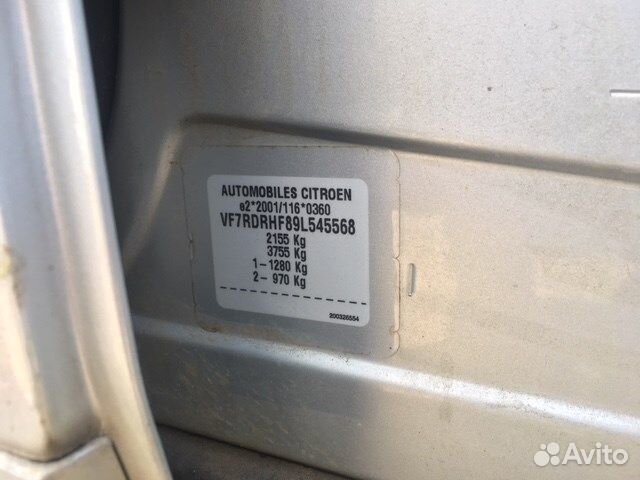 AUTOMOBILES CITROEN
e2*2001/116*0360
VF7RDRHF89L545568
2155 Kg
3755 Kg
1-1280 Kg
2- 970 Kg
200326554
Avito